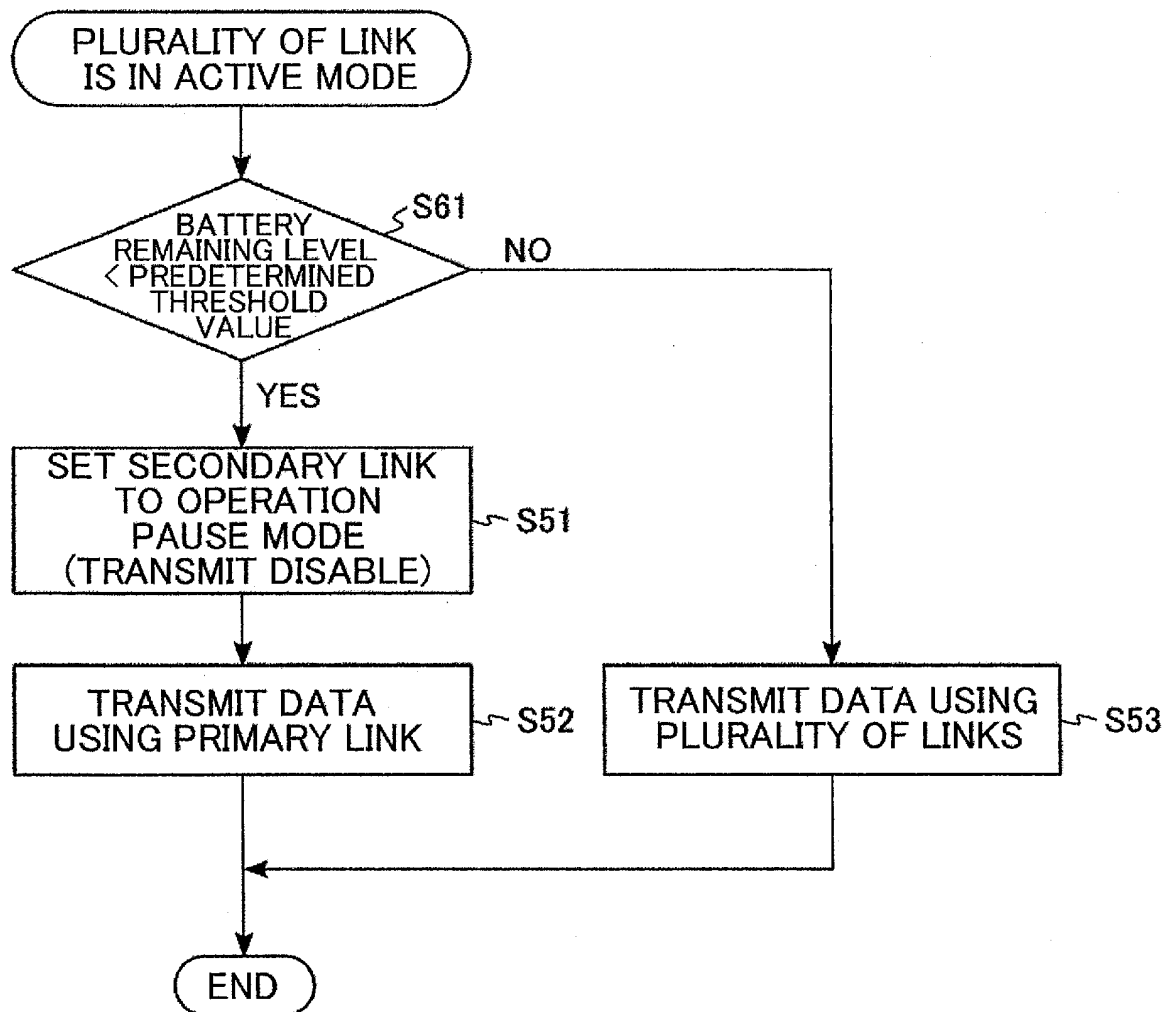 PLURALITY OF LINK
IS IN ACTIVE MODE
S61
BATTERY
REMAINING LEVEL
< PREDETERMINED
THRESHOLD
VALUE
NO
YES
SET SECONDARY LINK
TO OPERATION
PAUSE MODE
(TRANSMIT DISABLE)
S51
TRANSMIT DATA
USING PRIMARY LINK
S52
TRANSMIT DATA USING
PLURALITY OF LINKS
S53
END